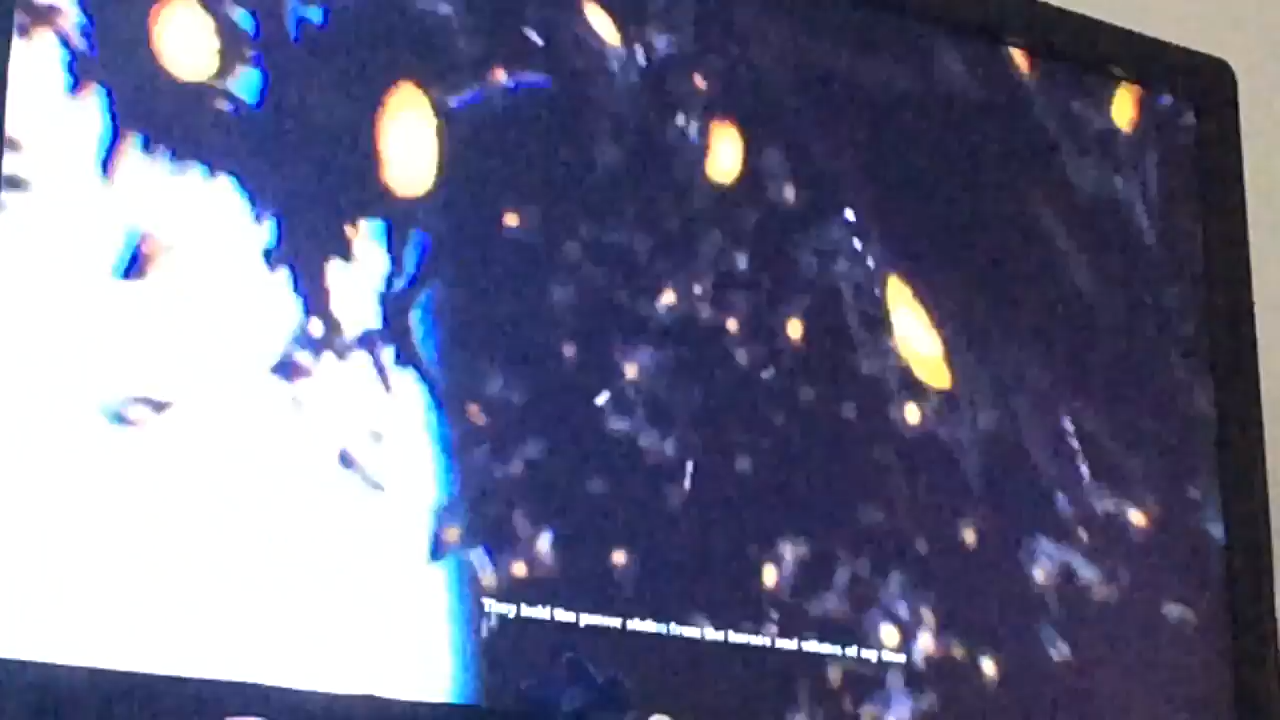 They hold the power stolen from the heroes and villains of my time